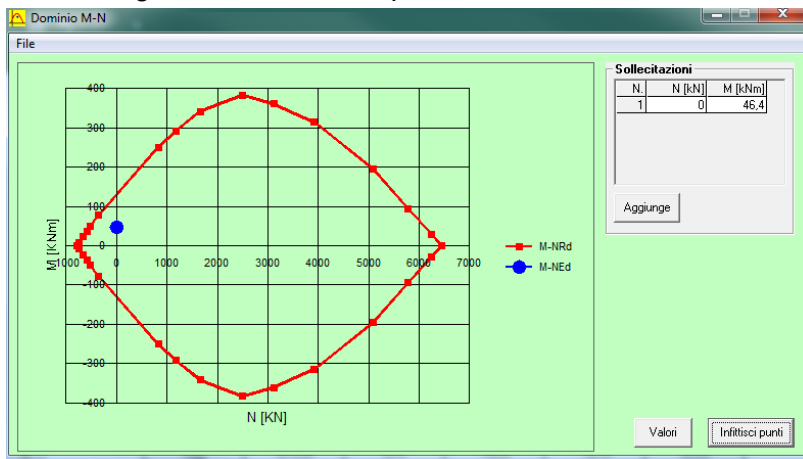 Dominio M-N
File
400
300
200
100
0
-100
-200
-300
-400
M [KNm]
-1000 0 1000 2000 3000 4000 5000 6000 7000
N [KN]
M-NRd
M-NEd
Sollecitazioni
N. N [kN] M [kNm]
1 0 46,4
Aggiunge
Valori
Infittisci punti